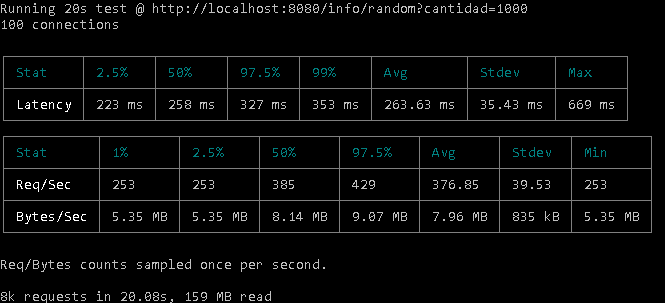 Running 20s test @ http://localhost:8080/info/random?cantidad=1000
100 connections
Stat 2.5% 50% 97.5% 99% Avg Stdev Max
Latency 223 ms 258 ms 327 ms 353 ms 263.63 ms 35.43 ms 669 ms
Stat 1% 2.5% 50% 97.5% Avg Stdev Min
Req/Sec 253 253 385 429 376.85 39.53 253
Bytes/Sec 5.35 MB 5.35 MB 8.14 MB 9.07 MB 7.96 MB 835 kB 5.35 MB
Req/Bytes counts sampled once per second.
8k requests in 20.08s, 159 MB read